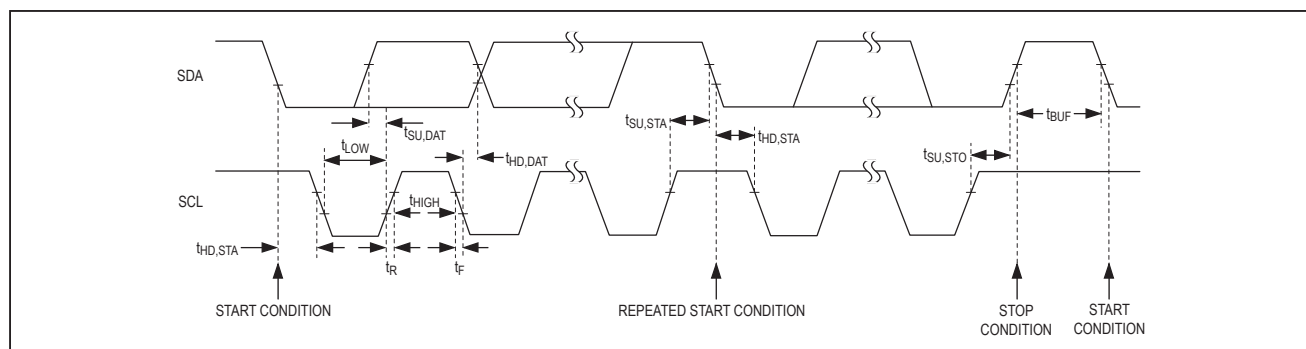 SDA
tSU,DAT
tLOW
tHD,DAT
tSU,STA
tHD,STA
tBUF
tSU,STO
SCL
tHIGH
tHD,STA
tR
tF
START CONDITION
REPEATED START CONDITION
STOP
CONDITION
START
CONDITION